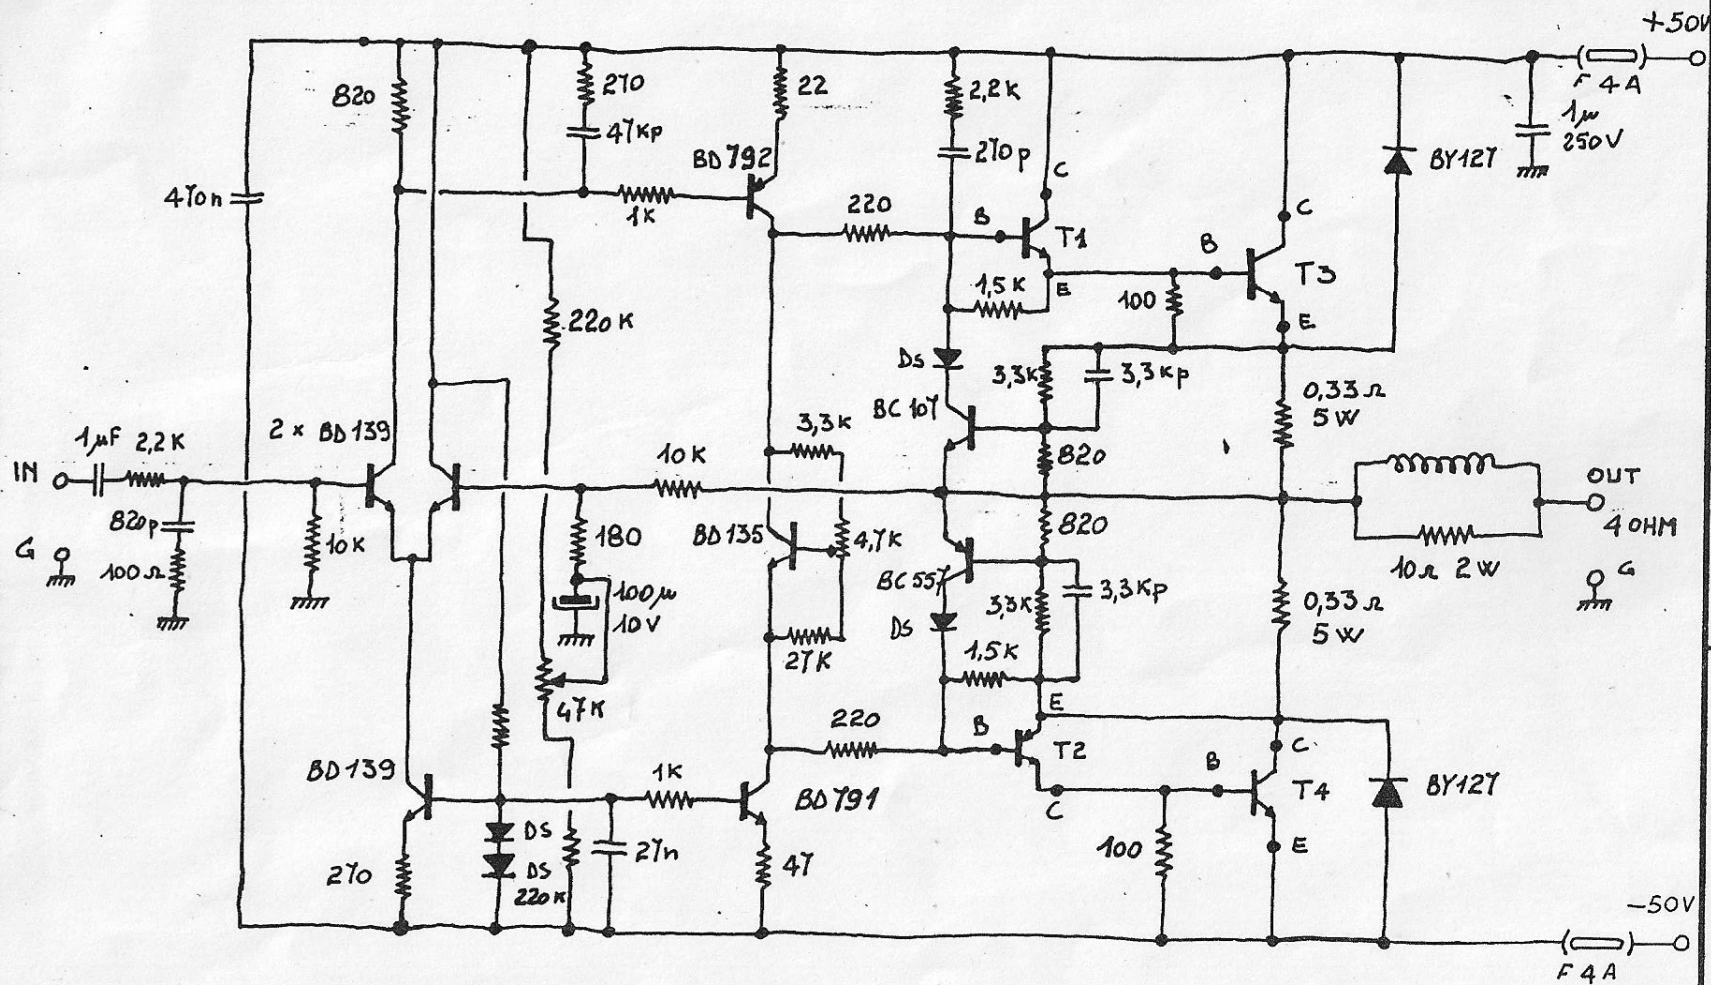 +50V
F 4A
820
270
47Kp
22
2,2K
1µ
250V
BD792
270p
BY127
470n
C
1K
220
B
T1
C
B
T3
1,5K
E
100
E
220K
DS
3,3K
3,3Kp
0,33Ω
5W
BC107
2 x BD139
3,3K
1µF
2,2K
10K
820
IN
OUT
820p
10K
180
BD135
4,7K
820
4 OHM
G
100Ω
BC557
10Ω 2W
G
100µ
10V
3,3K
3,3Kp
0,33Ω
5W
DS
27K
1,5K
47K
E
220
B
T2
C
BD139
1K
BD791
C
B
T4
BY127
DS
27n
100
E
270
DS
47
220K
-50V
F 4A